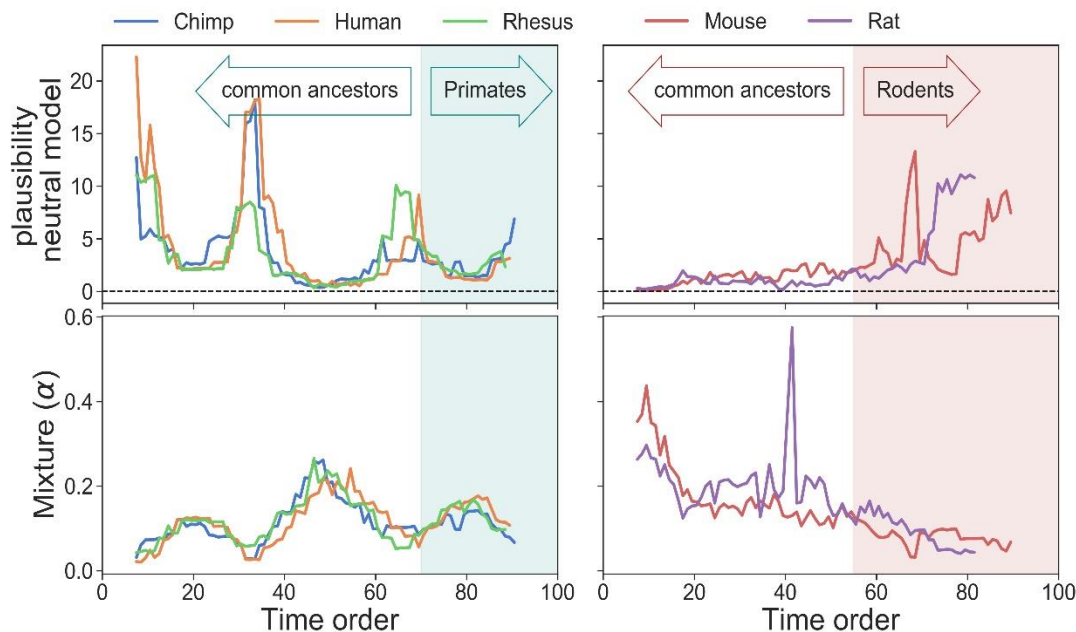 Chimp Human Rhesus Mouse Rat
plausibility
neutral model
20
15
10
5
0
common ancestors Primates
common ancestors Rodents
Mixture (α)
0.6
0.4
0.2
0.0
0 20 40 60 80 100
0 20 40 60 80 100
Time order
Time order